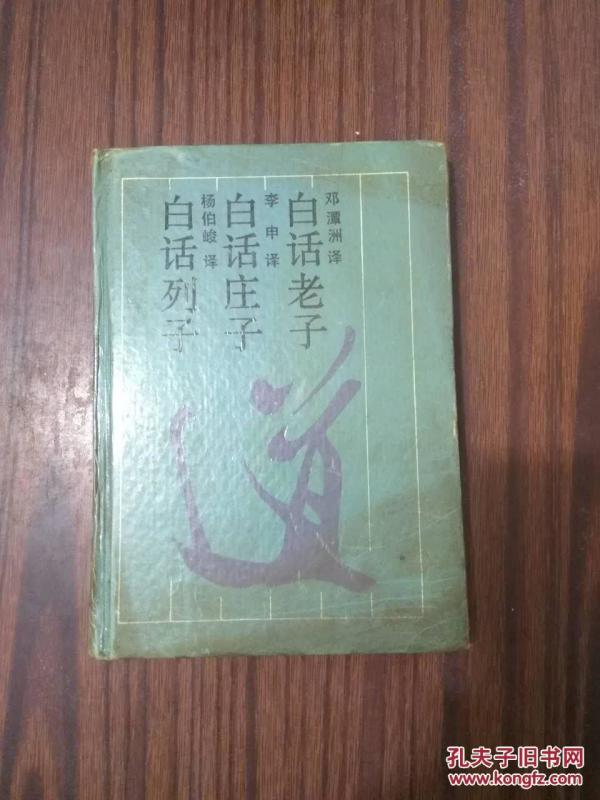 邓潭洲 译
白话老子
李申 译
白话庄子
杨伯峻 译
白话列子
道
孔夫子旧书网
www.kongfz.com